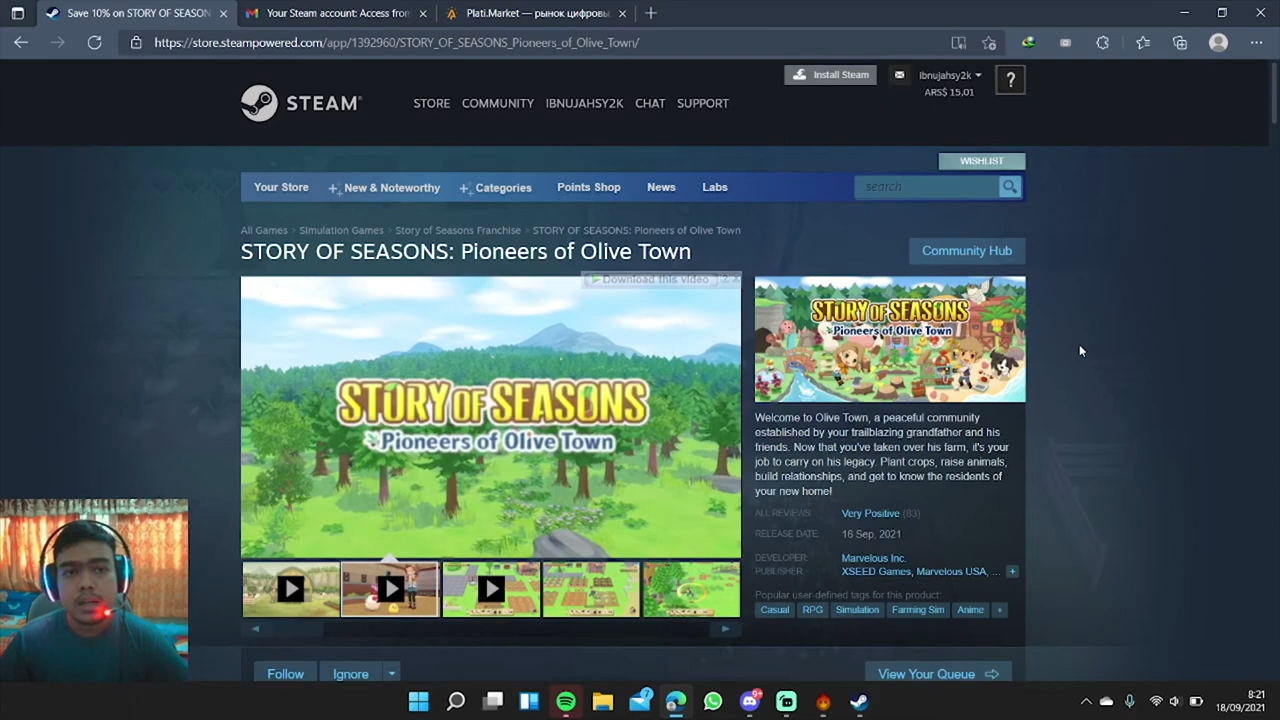 Save 10% on STORY OF SEASON
Your Steam account: Access from
Plati.Market — рынок цифровы
https://store.steampowered.com/app/1392960/STORY_OF_SEASONS_Pioneers_of_Olive_Town/
Install Steam
ibnujahsy2k
?
ARS$ 15,01
STEAM
STORE COMMUNITY IBNUJAHSY2K CHAT SUPPORT
WISHLIST
Your Store New & Noteworthy Categories Points Shop News Labs search
All Games > Simulation Games > Story of Seasons Franchise > STORY OF SEASONS: Pioneers of Olive Town
STORY OF SEASONS: Pioneers of Olive Town
Community Hub
Download this video ? ×
STORY OF SEASONS
Pioneers of Olive Town
STORY OF SEASONS
Pioneers of Olive Town
Welcome to Olive Town, a peaceful community
established by your trailblazing grandfather and his
friends. Now that you've taken over his farm, it's your
job to carry on his legacy. Plant crops, raise animals,
build relationships, and get to know the residents of
your new home!
ALL REVIEWS: Very Positive (83)
RELEASE DATE: 16 Sep, 2021
DEVELOPER: Marvelous Inc.
PUBLISHER: XSEED Games, Marvelous USA, ... +
Popular user-defined tags for this product:
Casual RPG Simulation Farming Sim Anime +
Follow Ignore
View Your Queue
8:21
18/09/2021